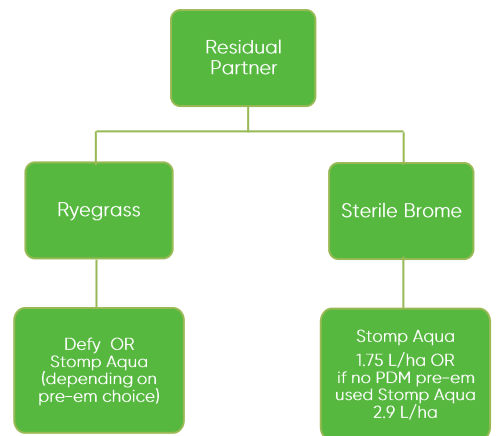 Residual
Partner
Ryegrass
Sterile Brome
Defy OR
Stomp Aqua
(depending on
pre-em choice)
Stomp Aqua
1.75 L/ha OR
if no PDM pre-em
used Stomp Aqua
2.9 L/ha